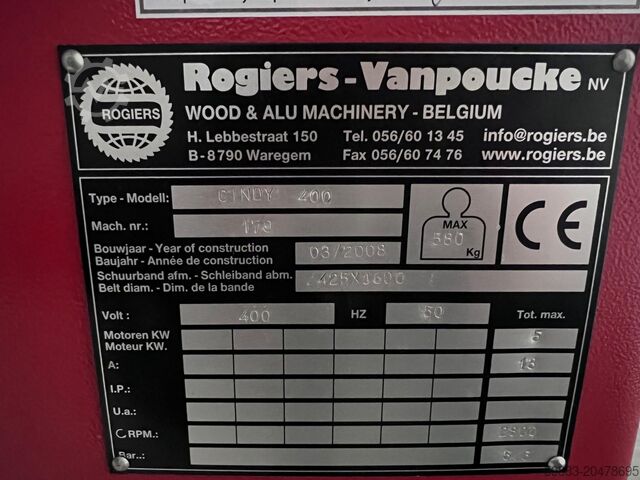 Rogiers-Vanpoucke NV
ROGIERS
WOOD & ALU MACHINERY - BELGIUM
H. Lebbestraat 150 Tel. 056/60 13 45 info@rogiers.be
B-8790 Waregem Fax 056/60 74 76 www.rogiers.be
Type - Modell: CINDY 400
Mach. nr.: 178
MAX
580
Kg
CE
Bouwjaar - Year of construction
Baujahr - Année de construction
03/2008
Schuurband afm. - Schleiband abm.
Belt diam. - Dim. de la bande
Volt: 400 HZ 50 Tot. max.
Motoren KW
Moteur KW.
5
A: 13
I.P.:
U.a.:
RPM.:
Bar..: